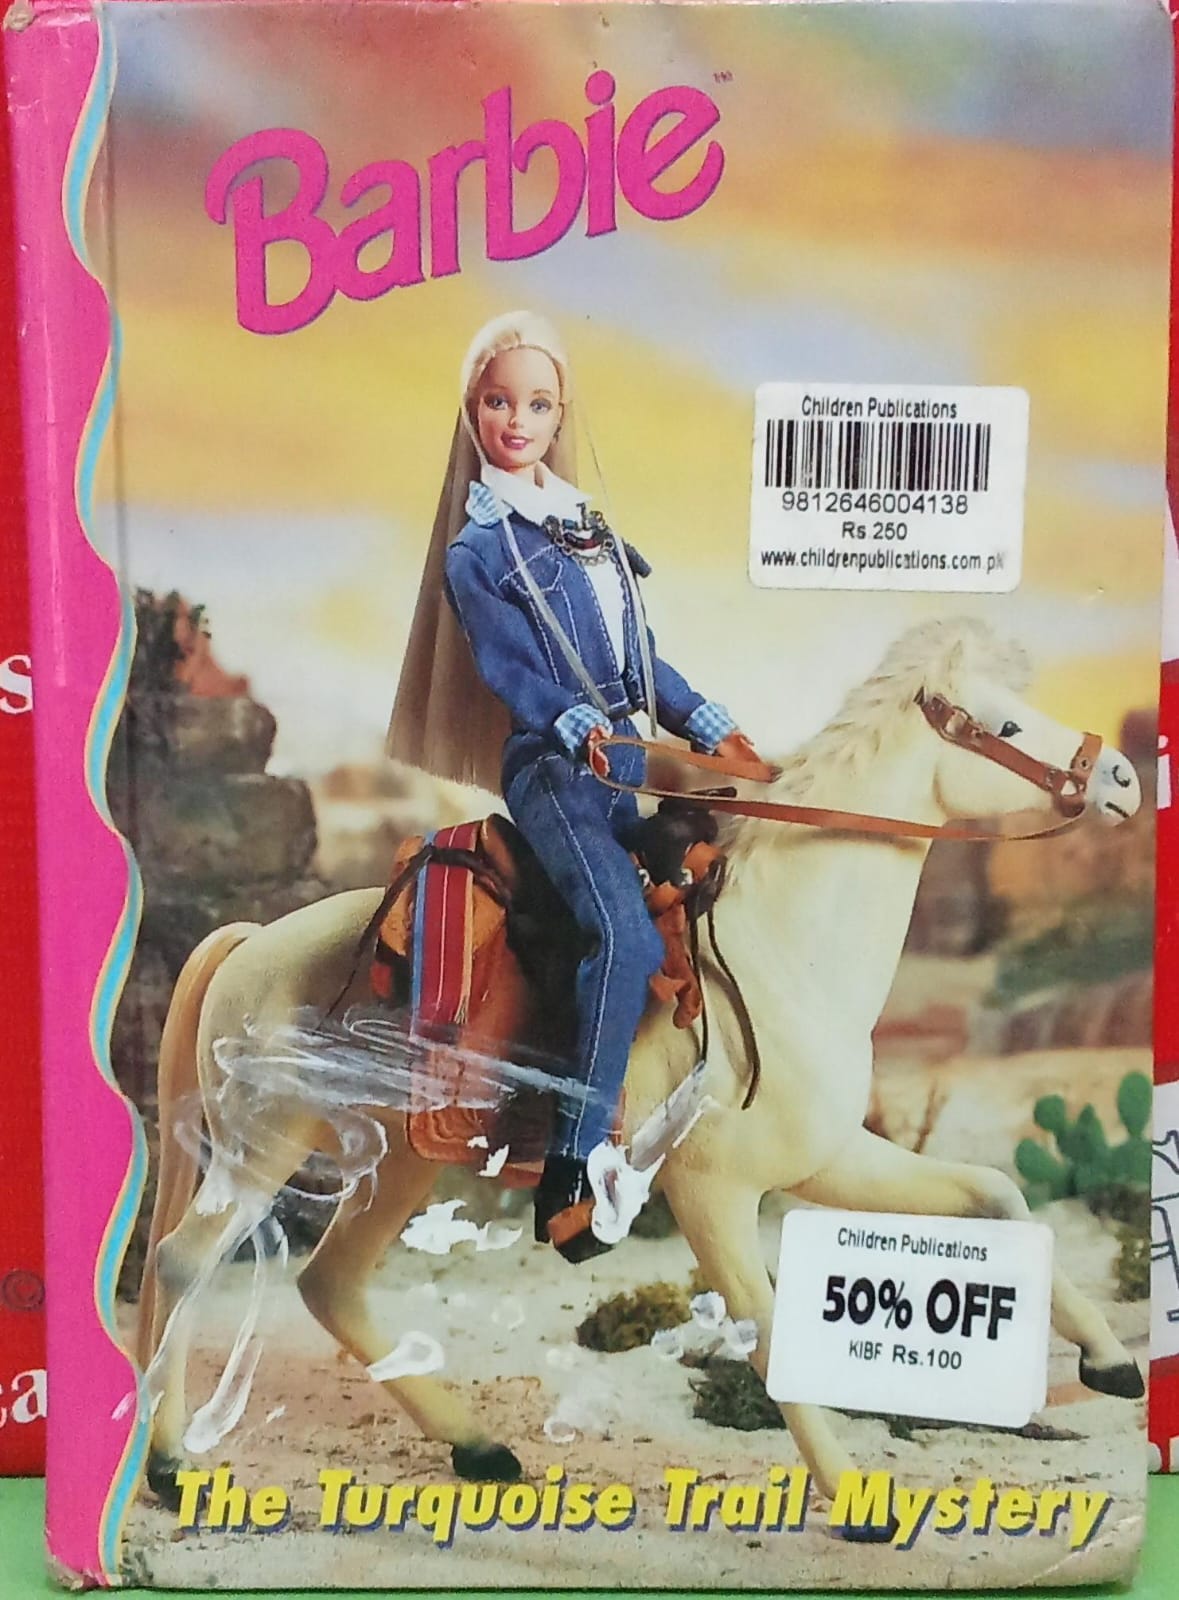 Barbie™
Children Publications
9812646004138
Rs 250
www.childrenpublications.com.pk
Children Publications
50% OFF
KIBF Rs.100
The Turquoise Trail Mystery